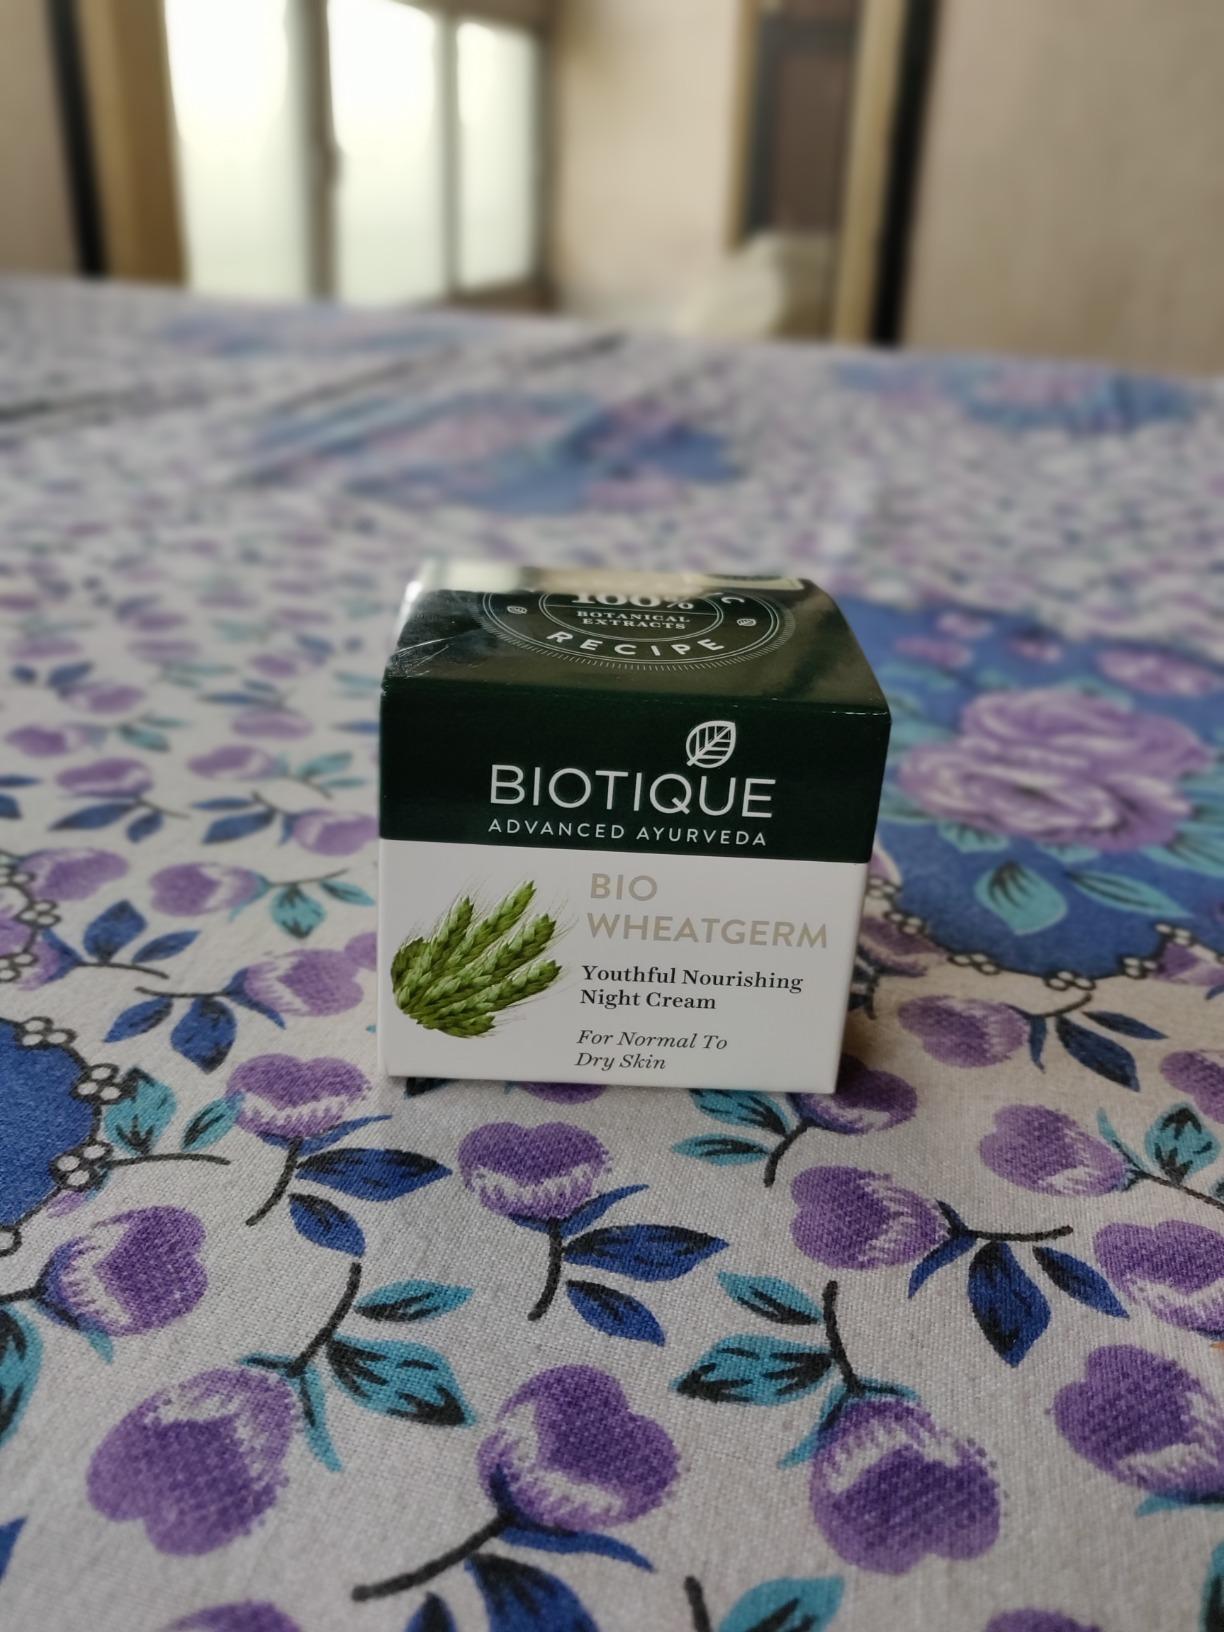 100%
BOTANICAL
EXTRACTS
RECIPE
BIOTIQUE
ADVANCED AYURVEDA
BIO
WHEATGERM
Youthful Nourishing
Night Cream
For Normal To
Dry Skin